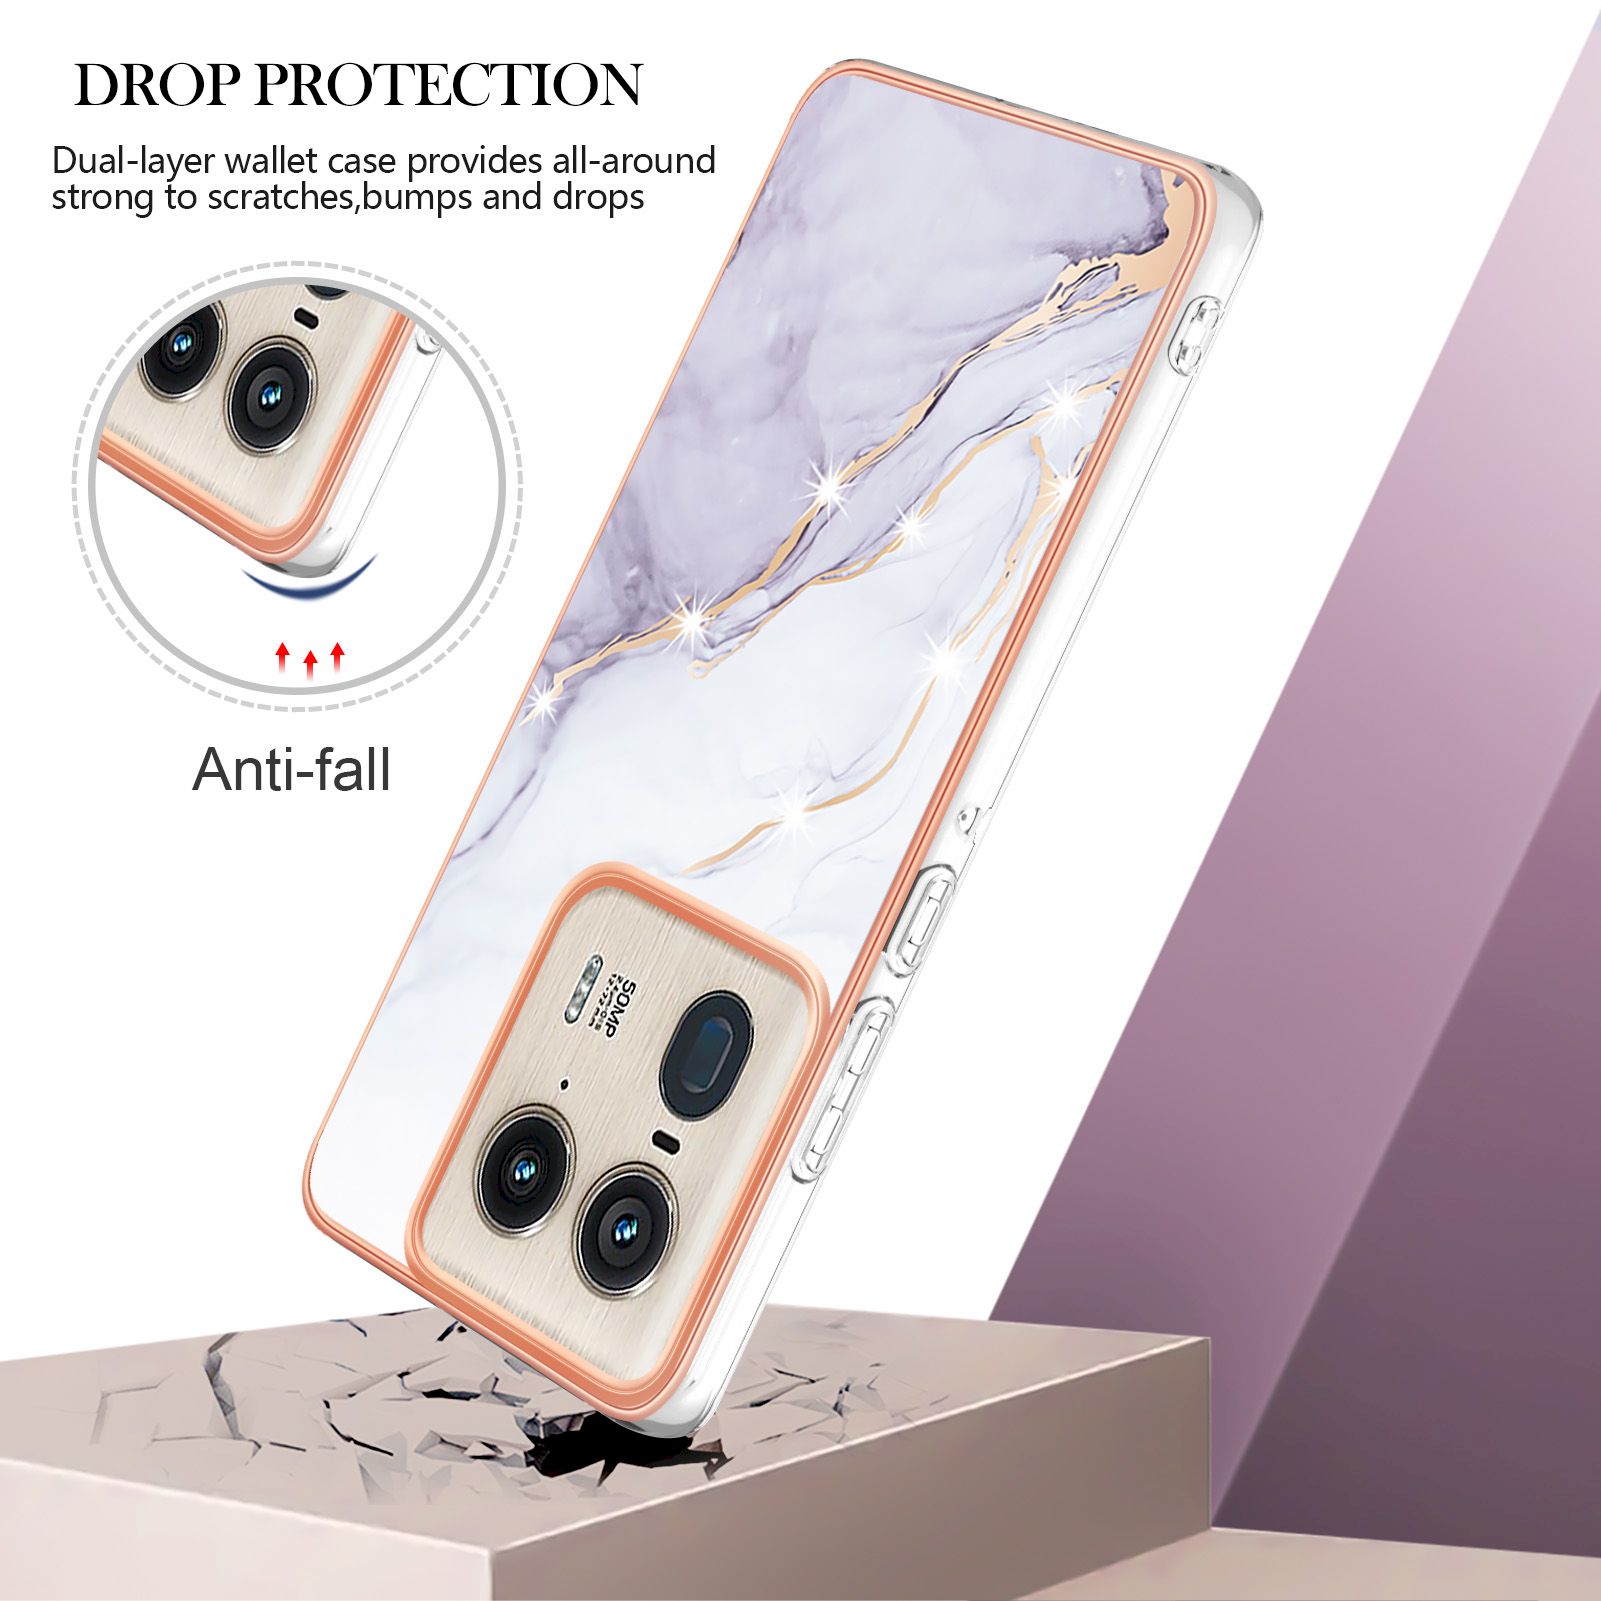 DROP PROTECTION
Dual-layer wallet case provides all-around
strong to scratches,bumps and drops
Anti-fall
50MP